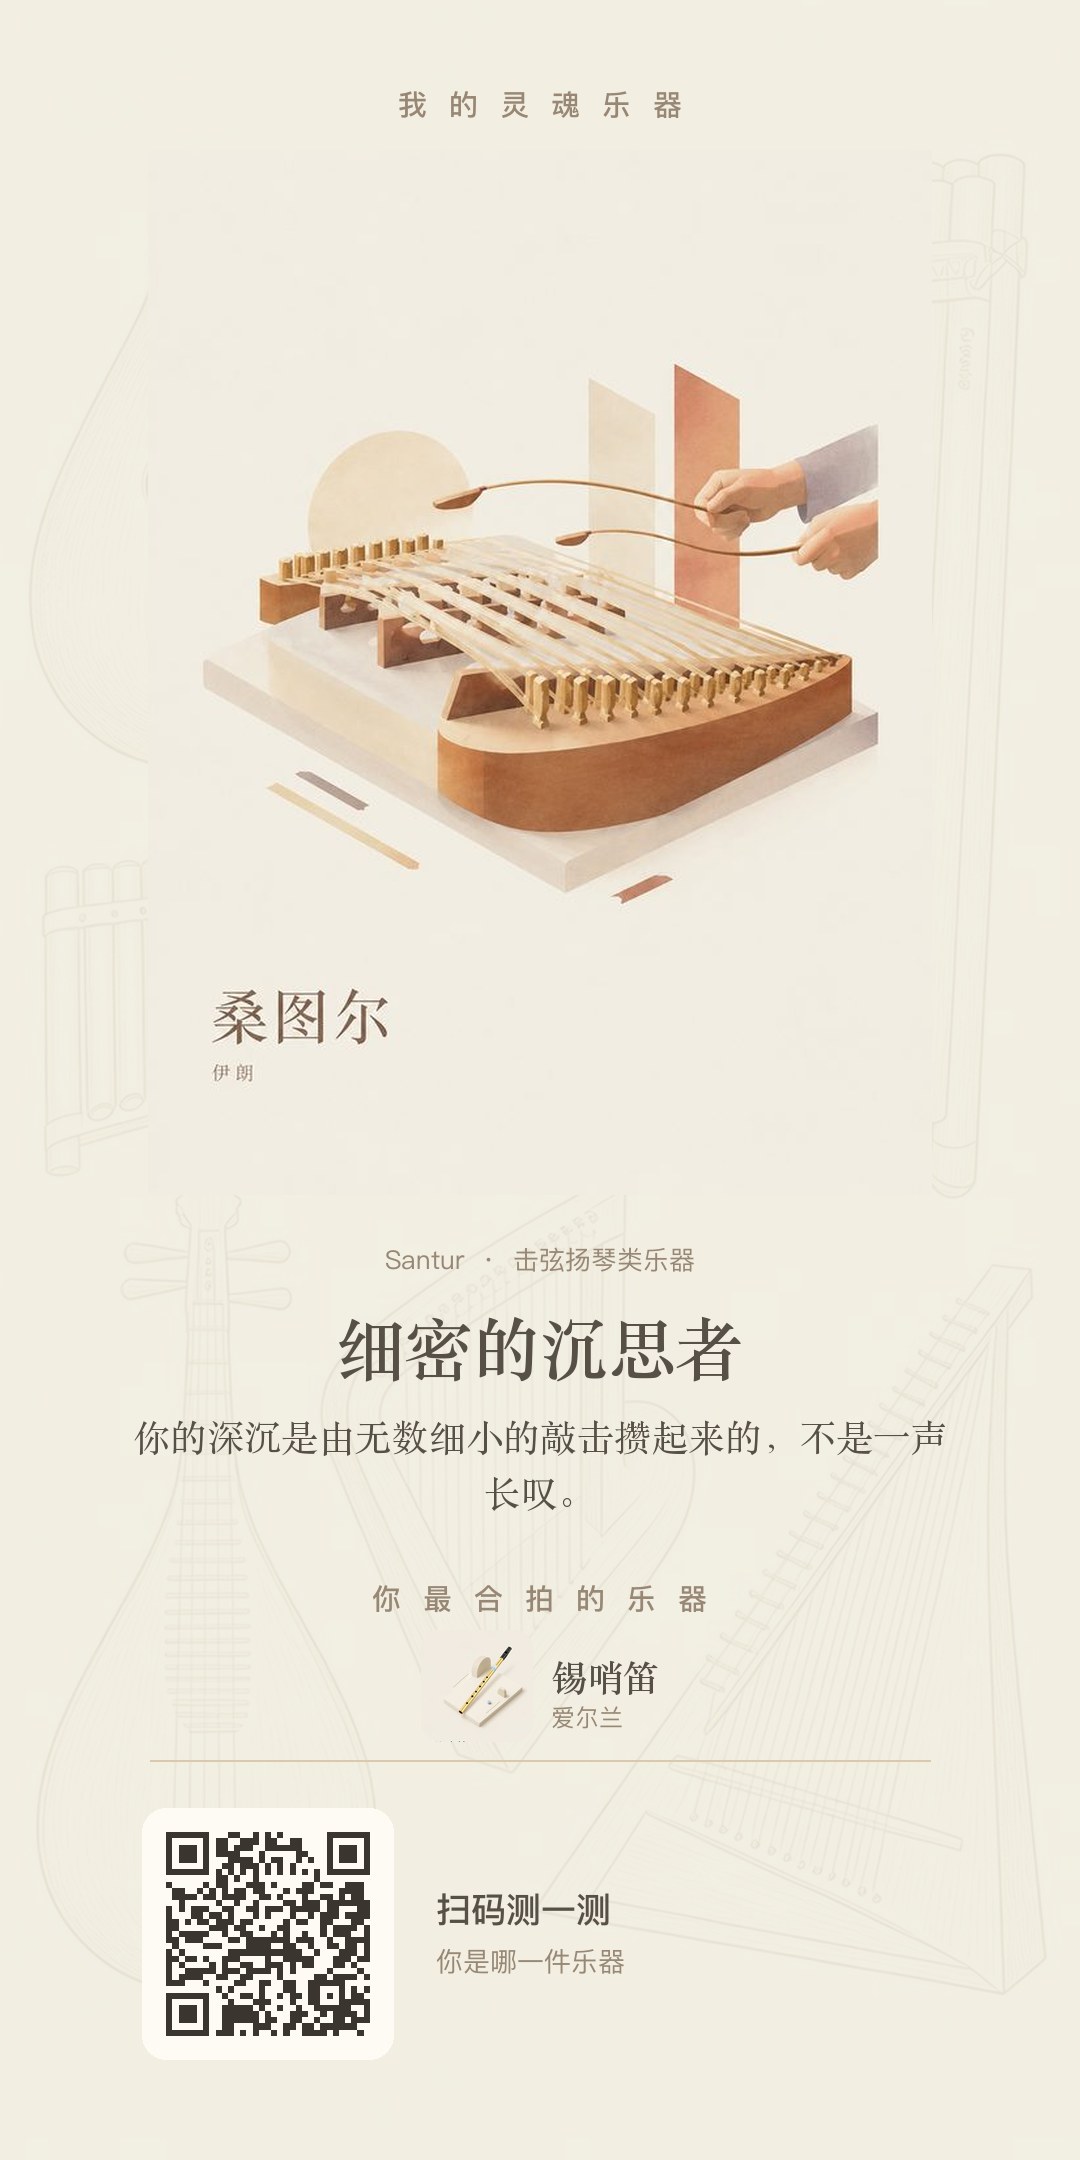 我的灵魂乐器
桑图尔
伊朗
Santur · 击弦扬琴类乐器
细密的沉思者
你的深沉是由无数细小的敲击攒起来的，不是一声
长叹。
你最合拍的乐器
锡哨笛
爱尔兰
扫码测一测
你是哪一件乐器